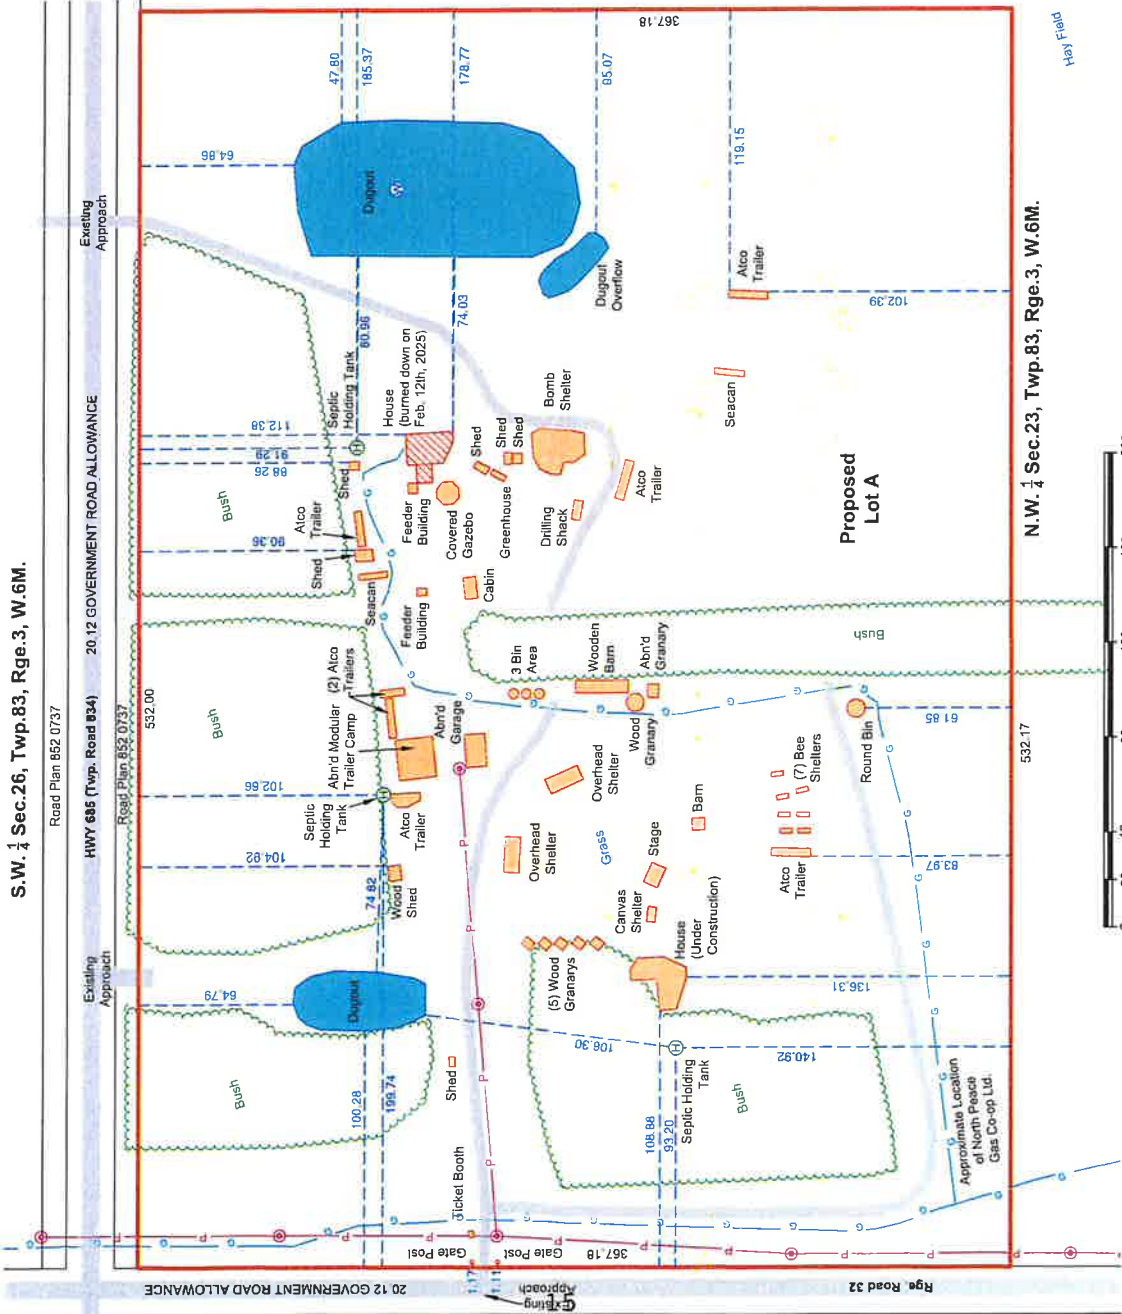 S.W. 1/4 Sec.26, Twp.83, Rge.3, W.6M.
Road Plan 852 0737
HWY 685 (Twp. Road 834)
20.12 GOVERNMENT ROAD ALLOWANCE
Road Plan 852 0737
Existing
Approach
Existing
Approach
532.00
367.18
47.80
185.37
178.77
95.07
119.15
64.86
Dugout
W
Dugout
Overflow
Atco
Trailer
102.39
Hay Field
80.96
74.03
Septic
Holding Tank
H
112.38
91.29
88.26
90.36
House
(burned down on
Feb. 12th, 2025)
Bomb
Shelter
Seacan
Shed
Shed
Shed
Shed
Greenhouse
Covered
Gazebo
Feeder
Building
Atco
Trailer
Shed
Seacan
Bush
Drilling
Shack
Atco
Trailer
Cabin
Feeder
Building
Proposed
Lot A
N.W. 1/4 Sec.23, Twp.83, Rge.3, W.6M.
Bush
Bush
(2) Atco
Trailers
Abn'd Modular
Trailer Camp
Abn'd
Garage
3 Bin
Area
Wooden
Barn
Abn'd
Granary
Wood
Granary
Round Bin
61.85
532.17
102.66
Septic
Holding
Tank
H
Atco
Trailer
104.92
74.82
Wood
Shed
Overhead
Shelter
Overhead
Shelter
Grass
Stage
Barn
(7) Bee
Shelters
Atco
Trailer
83.97
Canvas
Shelter
House
(Under
Construction)
(5) Wood
Granarys
136.31
64.79
Dugout
106.30
H
140.92
Septic Holding
Tank
Bush
Bush
Shed
100.28
199.74
108.88
93.20
Approximate Location
of North Peace
Gas Co-op Ltd.
Ticket Booth
Gate Post
Gate Post
367.18
1.17
1.11
Existing
Approach
20.12 GOVERNMENT ROAD ALLOWANCE
Rge. Road 32